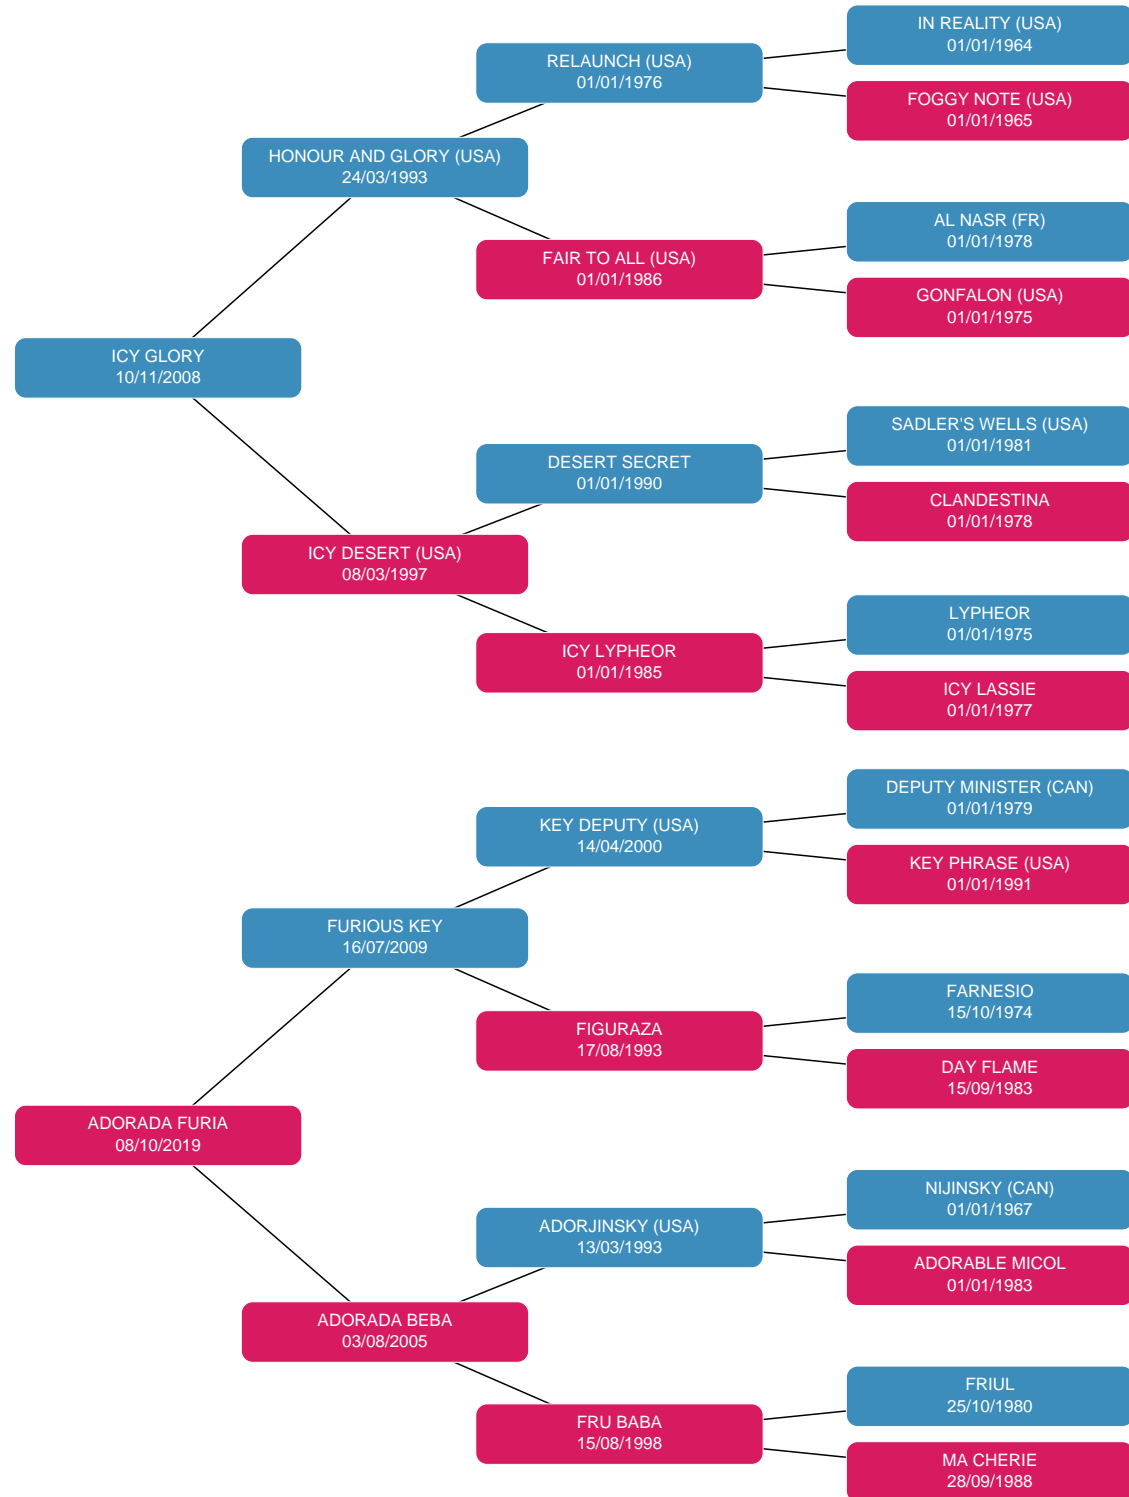 IN REALITY (USA)
01/01/1964
RELAUNCH (USA)
01/01/1976
FOGGY NOTE (USA)
01/01/1965
HONOUR AND GLORY (USA)
24/03/1993
AL NASR (FR)
01/01/1978
FAIR TO ALL (USA)
01/01/1986
GONFALON (USA)
01/01/1975
ICY GLORY
10/11/2008
SADLER'S WELLS (USA)
01/01/1981
DESERT SECRET
01/01/1990
CLANDESTINA
01/01/1978
ICY DESERT (USA)
08/03/1997
LYPHEOR
01/01/1975
ICY LYPHEOR
01/01/1985
ICY LASSIE
01/01/1977
DEPUTY MINISTER (CAN)
01/01/1979
KEY DEPUTY (USA)
14/04/2000
KEY PHRASE (USA)
01/01/1991
FURIOUS KEY
16/07/2009
FARNESIO
15/10/1974
FIGURAZA
17/08/1993
DAY FLAME
15/09/1983
ADORADA FURIA
08/10/2019
NIJINSKY (CAN)
01/01/1967
ADORJINSKY (USA)
13/03/1993
ADORABLE MICOL
01/01/1983
ADORADA BEBA
03/08/2005
FRIUL
25/10/1980
FRU BABA
15/08/1998
MA CHERIE
28/09/1988